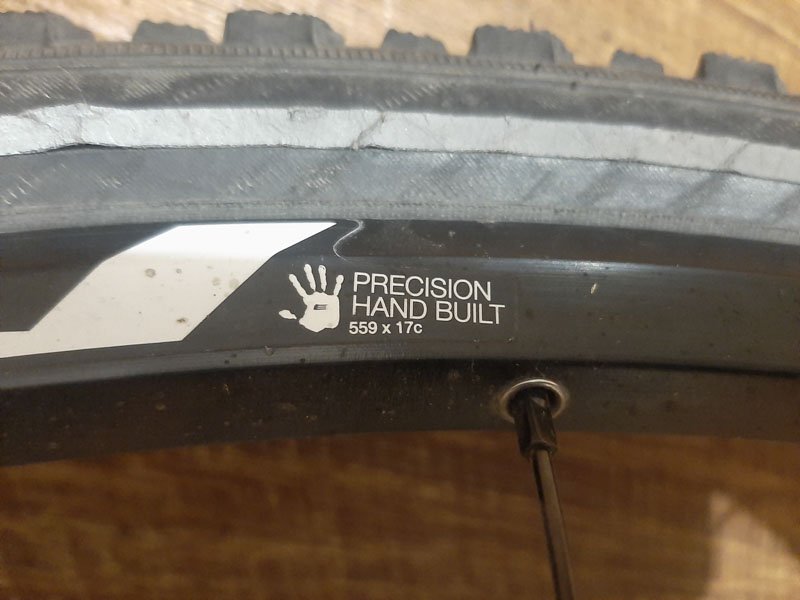 PRECISION
HAND BUILT
559 x 17c